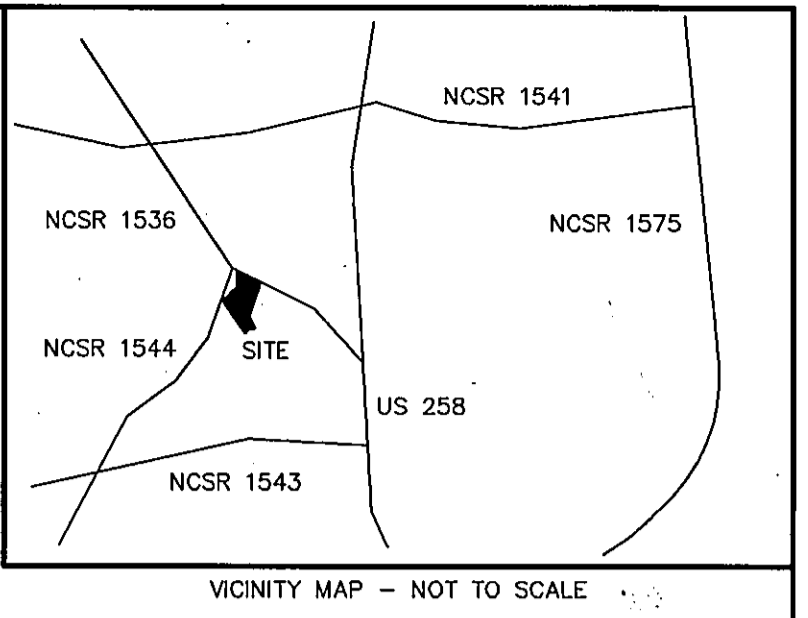 NCSR 1541
NCSR 1536
NCSR 1575
NCSR 1544
SITE
US 258
NCSR 1543
VICINITY MAP – NOT TO SCALE